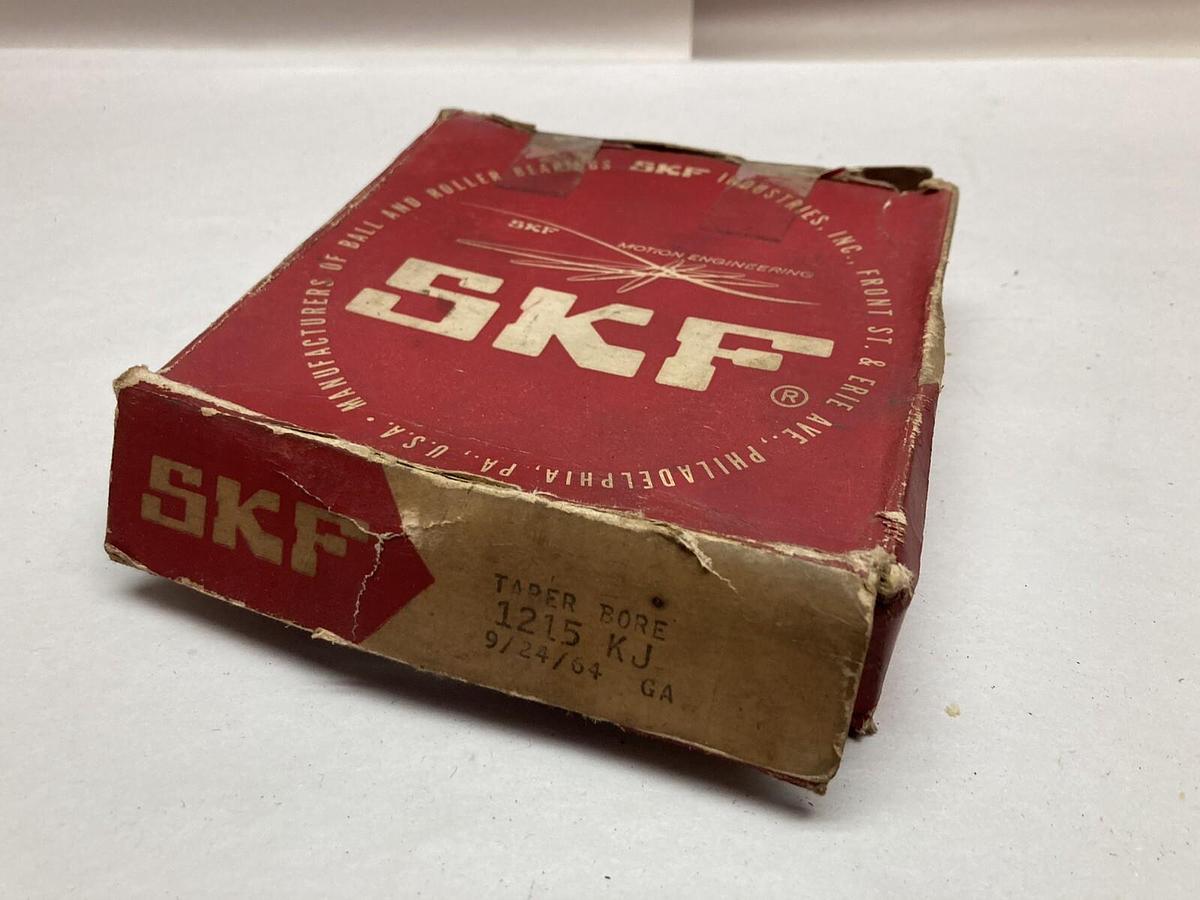 MANUFACTURERS OF BALL AND ROLLER BEARINGS SKF INDUSTRIES, INC., FRONT ST. & ERIE AVE., PHILADELPHIA, PA., U.S.A. •
SKF
MOTION ENGINEERING
SKF
®
SKF
TAPER BORE
1215 KJ
9/24/64 GA